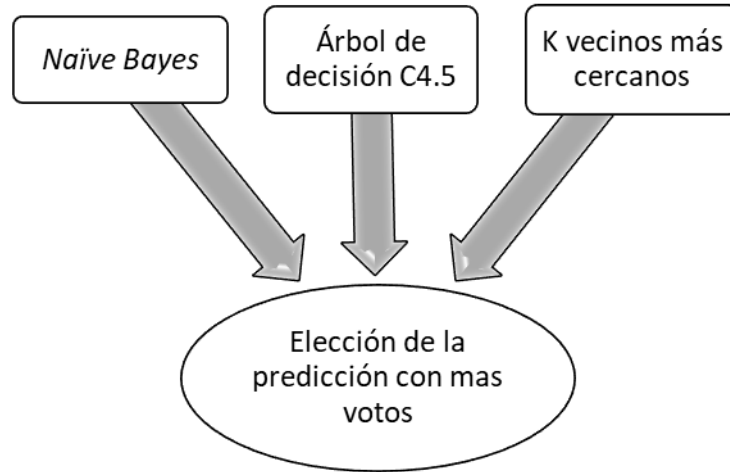 Naïve Bayes
Árbol de
decisión C4.5
K vecinos más
cercanos
Elección de la
predicción con mas
votos